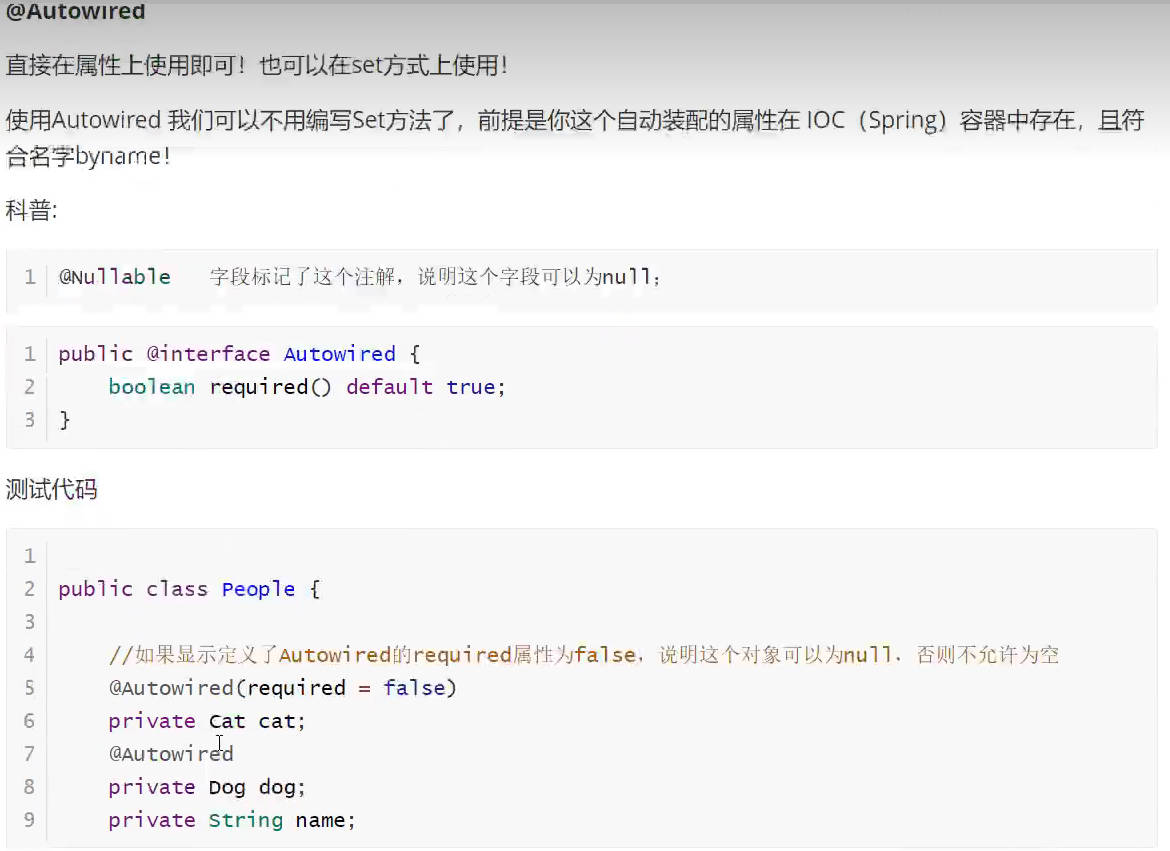 @Autowired
直接在属性上使用即可！也可以在set方式上使用！
使用Autowired 我们可以不用编写Set方法了，前提是你这个自动装配的属性在 IOC（Spring）容器中存在，且符
合名字byname！
科普:
1 @Nullable 字段标记了这个注解，说明这个字段可以为null;
1 public @interface Autowired {
2 boolean required() default true;
3 }
测试代码
1
2 public class People {
3
4 //如果显示定义了Autowired的required属性为false，说明这个对象可以为null，否则不允许为空
5 @Autowired(required = false)
6 private Cat cat;
7 @Autowired
8 private Dog dog;
9 private String name;